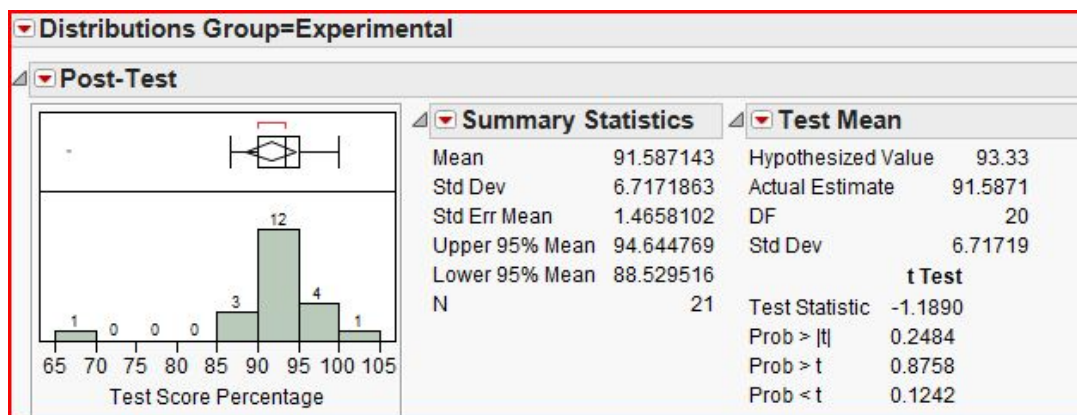 Distributions Group=Experimental
Post-Test
12
3
4
1
0
0
0
1
65 70 75 80 85 90 95 100 105
Test Score Percentage
Summary Statistics
Mean 91.587143
Std Dev 6.7171863
Std Err Mean 1.4658102
Upper 95% Mean 94.644769
Lower 95% Mean 88.529516
N 21
Test Mean
Hypothesized Value 93.33
Actual Estimate 91.5871
DF 20
Std Dev 6.71719
t Test
Test Statistic -1.1890
Prob > |t| 0.2484
Prob > t 0.8758
Prob < t 0.1242